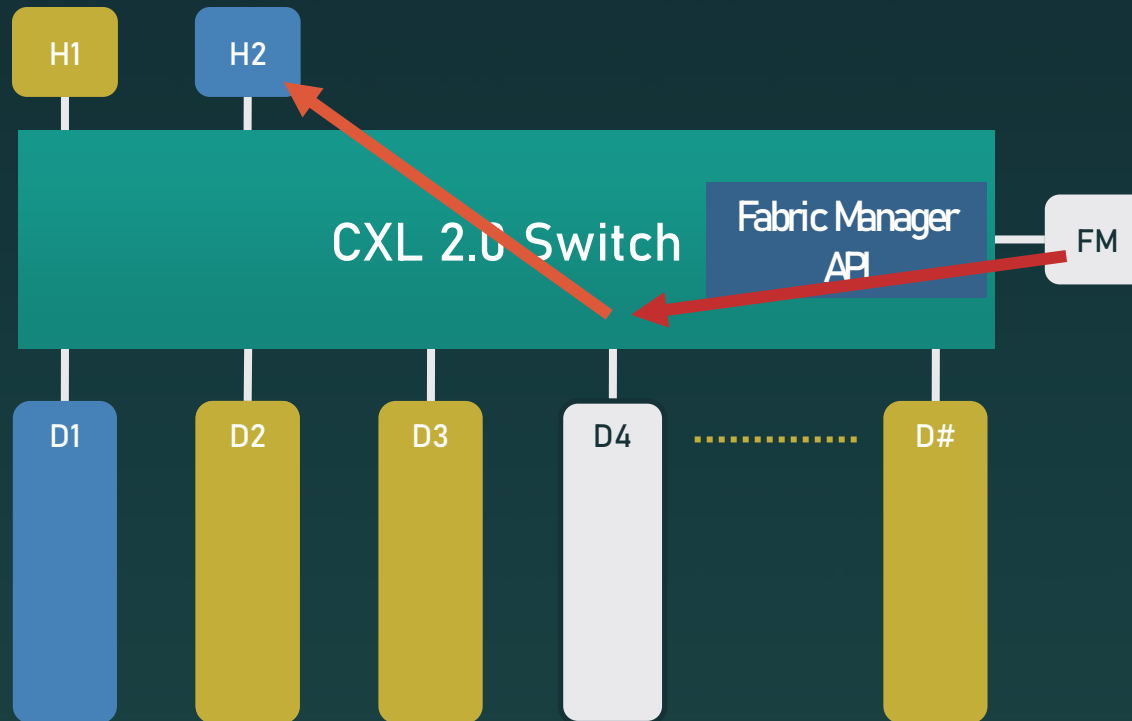 H1
H2
CXL 2.0 Switch
Fabric Manager
API
FM
D1
D2
D3
D4
D#